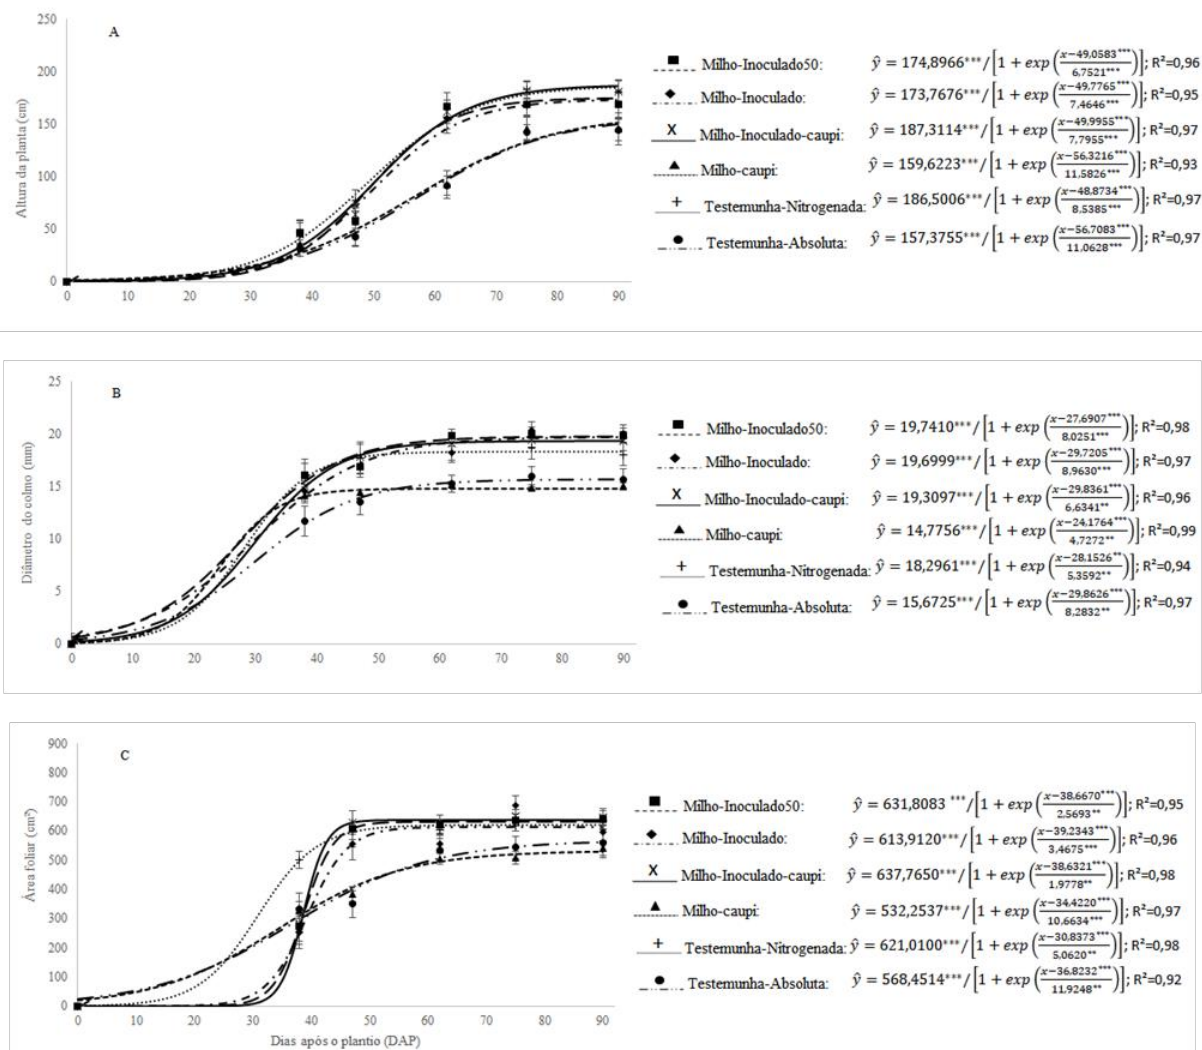 A
Altura da planta (cm)
250
200
150
100
50
0
0 10 20 30 40 50 60 70 80 90
Milho-Inoculado50: ŷ = 174,8966***/[1 + exp((x−49,0583***)/6,7521***)]; R²=0,96
Milho-Inoculado: ŷ = 173,7676***/[1 + exp((x−49,7765***)/7,4646***)]; R²=0,95
Milho-Inoculado-caupi: ŷ = 187,3114***/[1 + exp((x−49,9955***)/7,7955***)]; R²=0,97
Milho-caupi: ŷ = 159,6223***/[1 + exp((x−56,3216***)/11,5826***)]; R²=0,93
Testemunha-Nitrogenada: ŷ = 186,5006***/[1 + exp((x−48,8734***)/8,5385***)]; R²=0,97
Testemunha-Absoluta: ŷ = 157,3755***/[1 + exp((x−56,7083***)/11,0628***)]; R²=0,97
B
Diâmetro do colmo (mm)
25
20
15
10
5
0
0 10 20 30 40 50 60 70 80 90
Milho-Inoculado50: ŷ = 19,7410***/[1 + exp((x−27,6907***)/8,0251***)]; R²=0,98
Milho-Inoculado: ŷ = 19,6999***/[1 + exp((x−29,7205***)/8,9630***)]; R²=0,97
Milho-Inoculado-caupi: ŷ = 19,3097***/[1 + exp((x−29,8361***)/6,6341**)]; R²=0,96
Milho-caupi: ŷ = 14,7756***/[1 + exp((x−24,1764***)/4,7272**)]; R²=0,99
Testemunha-Nitrogenada: ŷ = 18,2961***/[1 + exp((x−28,1526**)/5,3592**)]; R²=0,94
Testemunha-Absoluta: ŷ = 15,6725***/[1 + exp((x−29,8626***)/8,2832**)]; R²=0,97
C
Área foliar (cm²)
900
800
700
600
500
400
300
200
100
0
0 10 20 30 40 50 60 70 80 90
Dias após o plantio (DAP)
Milho-Inoculado50: ŷ = 631,8083 ***/[1 + exp((x−38,6670***)/2,5693**)]; R²=0,95
Milho-Inoculado: ŷ = 613,9120***/[1 + exp((x−39,2343***)/3,4675***)]; R²=0,96
Milho-Inoculado-caupi: ŷ = 637,7650***/[1 + exp((x−38,6321***)/1,9778**)]; R²=0,98
Milho-caupi: ŷ = 532,2537***/[1 + exp((x−34,4220***)/10,6634***)]; R²=0,97
Testemunha-Nitrogenada: ŷ = 621,0100***/[1 + exp((x−30,8373***)/5,0620**)]; R²=0,98
Testemunha-Absoluta: ŷ = 568,4514***/[1 + exp((x−36,8232***)/11,9248**)]; R²=0,92